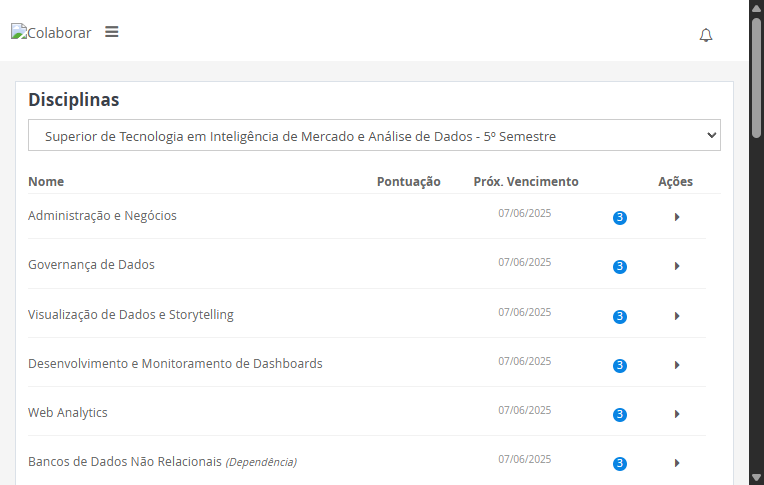 Colaborar
Disciplinas
Superior de Tecnologia em Inteligência de Mercado e Análise de Dados - 5º Semestre
Nome Pontuação Próx. Vencimento Ações
Administração e Negócios 07/06/2025 3
Governança de Dados 07/06/2025 3
Visualização de Dados e Storytelling 07/06/2025 3
Desenvolvimento e Monitoramento de Dashboards 07/06/2025 3
Web Analytics 07/06/2025 3
Bancos de Dados Não Relacionais (Dependência) 07/06/2025 3